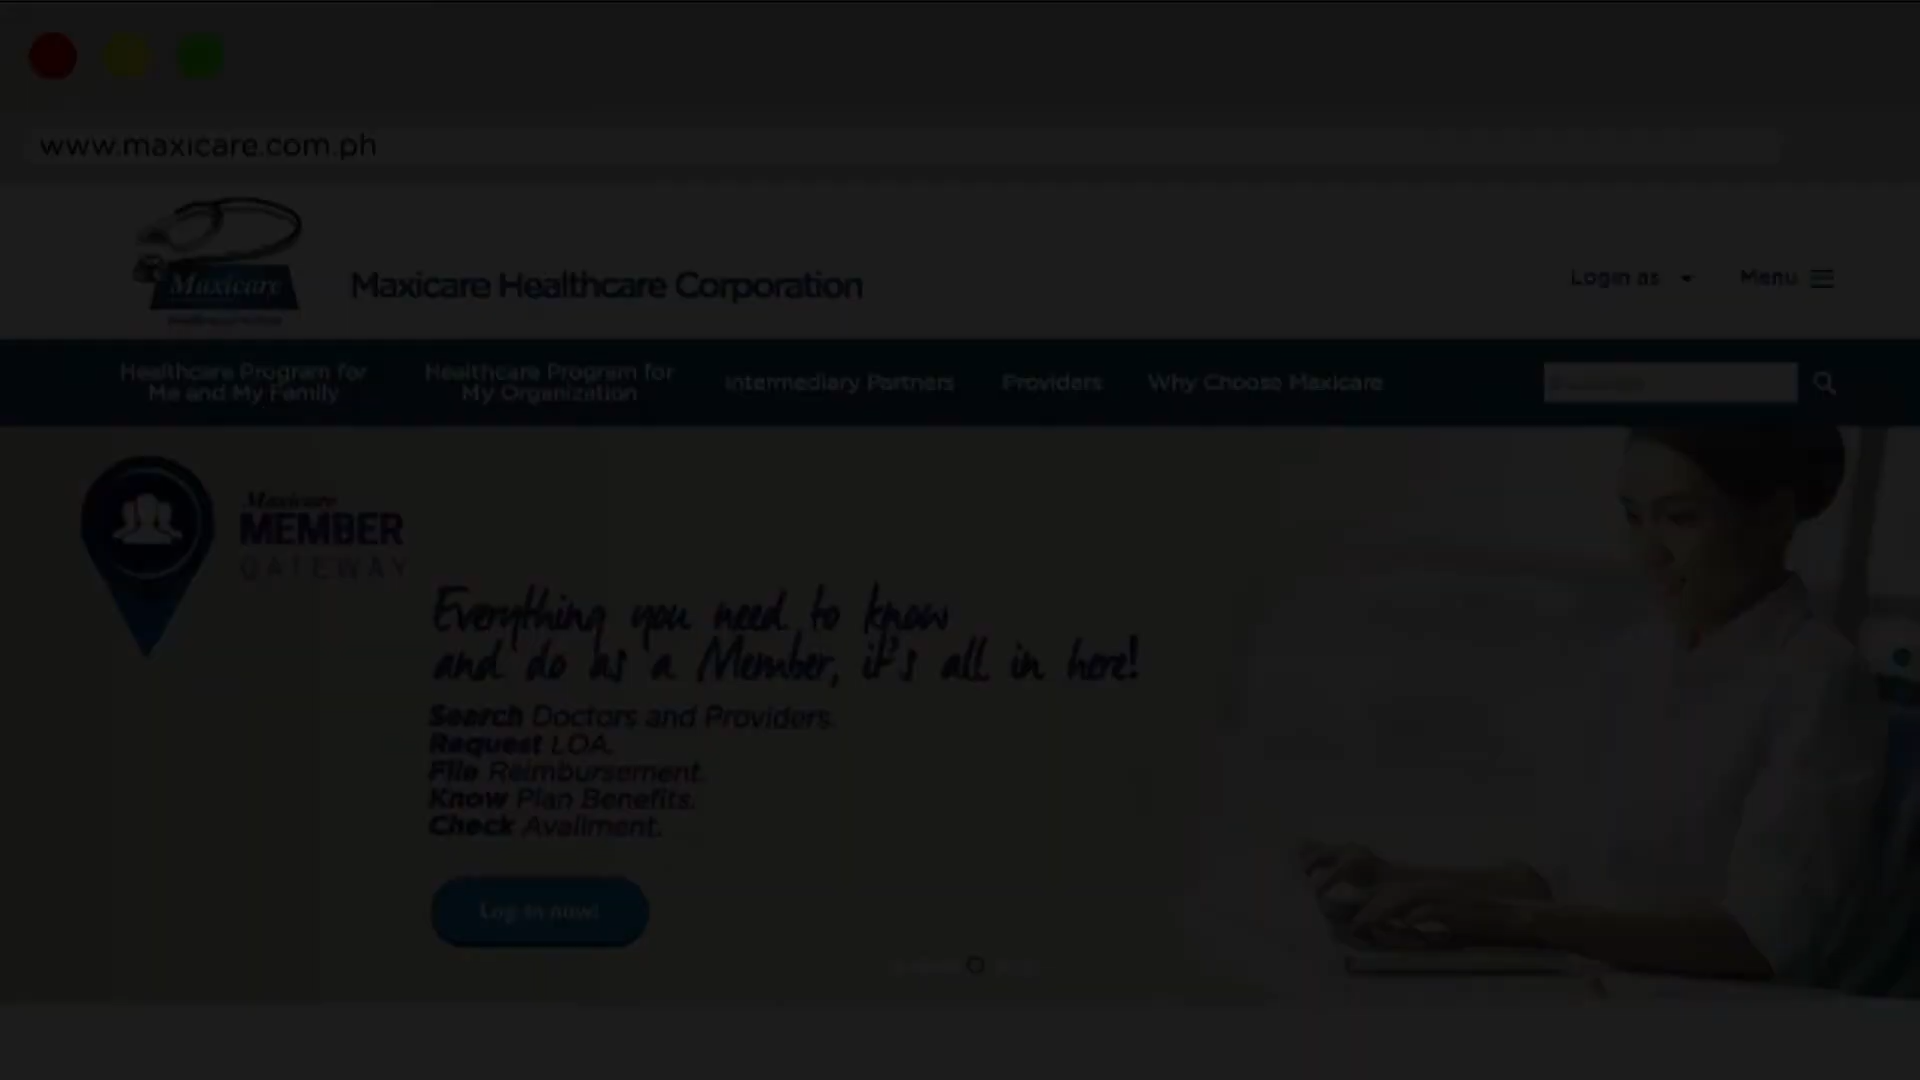 www.maxicare.com.ph
Maxicare
Maxicare Healthcare Corporation
Login as
Menu
Healthcare Program for
Me and My Family
Healthcare Program for
My Organization
Intermediary Partners
Providers
Why Choose Maxicare
Maxicare
MEMBER
GATEWAY
Everything you need to know
and do as a Member, it's all in here!
Search Doctors and Providers.
Request LOA.
File Reimbursement.
Know Plan Benefits.
Check Availment.
Log in now!